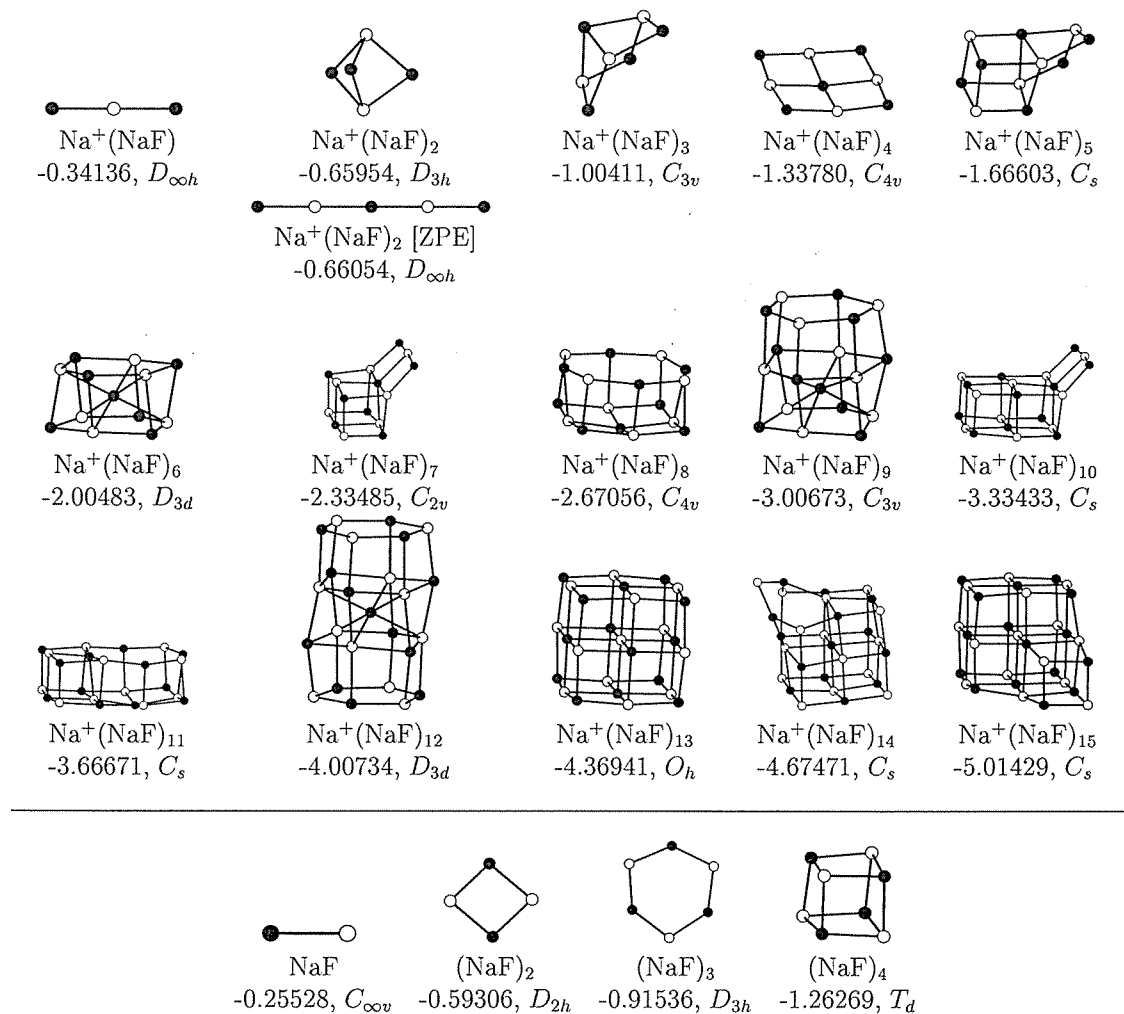 Na⁺(NaF) Na⁺(NaF)₂ Na⁺(NaF)₃ Na⁺(NaF)₄ Na⁺(NaF)₅
-0.34136, D∞h -0.65954, D3h -1.00411, C3v -1.33780, C4v -1.66603, Cs
Na⁺(NaF)₂ [ZPE]
-0.66054, D∞h
Na⁺(NaF)₆ Na⁺(NaF)₇ Na⁺(NaF)₈ Na⁺(NaF)₉ Na⁺(NaF)₁₀
-2.00483, D3d -2.33485, C2v -2.67056, C4v -3.00673, C3v -3.33433, Cs
Na⁺(NaF)₁₁ Na⁺(NaF)₁₂ Na⁺(NaF)₁₃ Na⁺(NaF)₁₄ Na⁺(NaF)₁₅
-3.66671, Cs -4.00734, D3d -4.36941, Oh -4.67471, Cs -5.01429, Cs
NaF (NaF)₂ (NaF)₃ (NaF)₄
-0.25528, C∞v -0.59306, D2h -0.91536, D3h -1.26269, Td